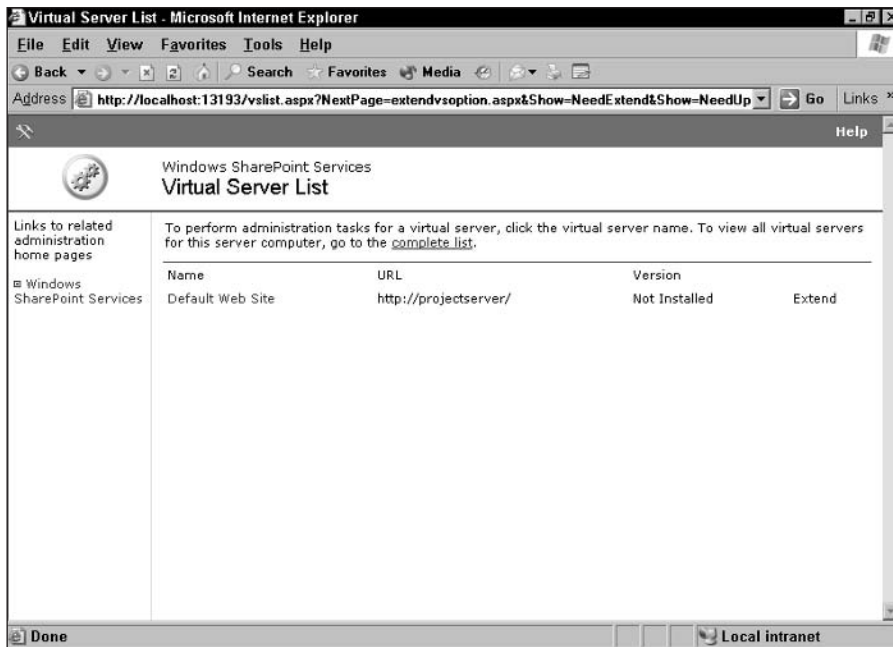 Virtual Server List - Microsoft Internet Explorer
File Edit View Favorites Tools Help
Back Search Favorites Media
Address http://localhost:13193/vslist.aspx?NextPage=extendvsoption.aspx&Show=NeedExtend&Show=NeedUp Go Links »
Help
Windows SharePoint Services
Virtual Server List
Links to related
administration
home pages
Windows
SharePoint Services
To perform administration tasks for a virtual server, click the virtual server name. To view all virtual servers
for this server computer, go to the complete list.
Name URL Version
Default Web Site http://projectserver/ Not Installed Extend
Done Local intranet